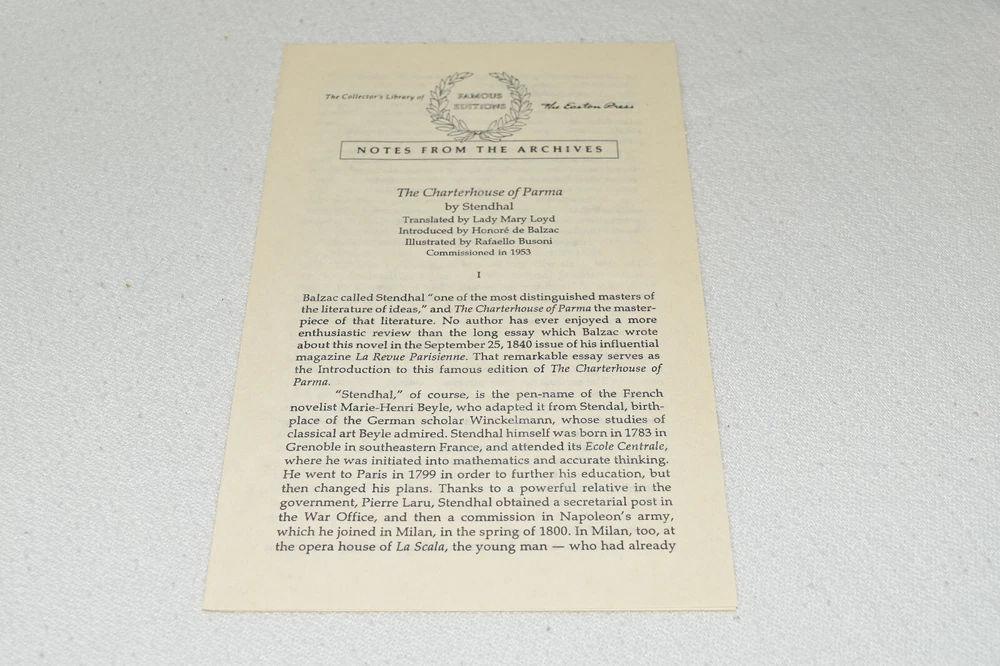 The Collector's Library of
FAMOUS
EDITIONS
The Easton Press
NOTES FROM THE ARCHIVES
The Charterhouse of Parma
by Stendhal
Translated by Lady Mary Loyd
Introduced by Honoré de Balzac
Illustrated by Rafaello Busoni
Commissioned in 1953
I
Balzac called Stendhal "one of the most distinguished masters of
the literature of ideas," and The Charterhouse of Parma the master-
piece of that literature. No author has ever enjoyed a more
enthusiastic review than the long essay which Balzac wrote
about this novel in the September 25, 1840 issue of his influential
magazine La Revue Parisienne. That remarkable essay serves as
the Introduction to this famous edition of The Charterhouse of
Parma.
"Stendhal," of course, is the pen-name of the French
novelist Marie-Henri Beyle, who adapted it from Stendal, birth-
place of the German scholar Winckelmann, whose studies of
classical art Beyle admired. Stendhal himself was born in 1783 in
Grenoble in southeastern France, and attended its Ecole Centrale,
where he was initiated into mathematics and accurate thinking.
He went to Paris in 1799 in order to further his education, but
then changed his plans. Thanks to a powerful relative in the
government, Pierre Laru, Stendhal obtained a secretarial post in
the War Office, and then a commission in Napoleon's army,
which he joined in Milan, in the spring of 1800. In Milan, too, at
the opera house of La Scala, the young man — who had already